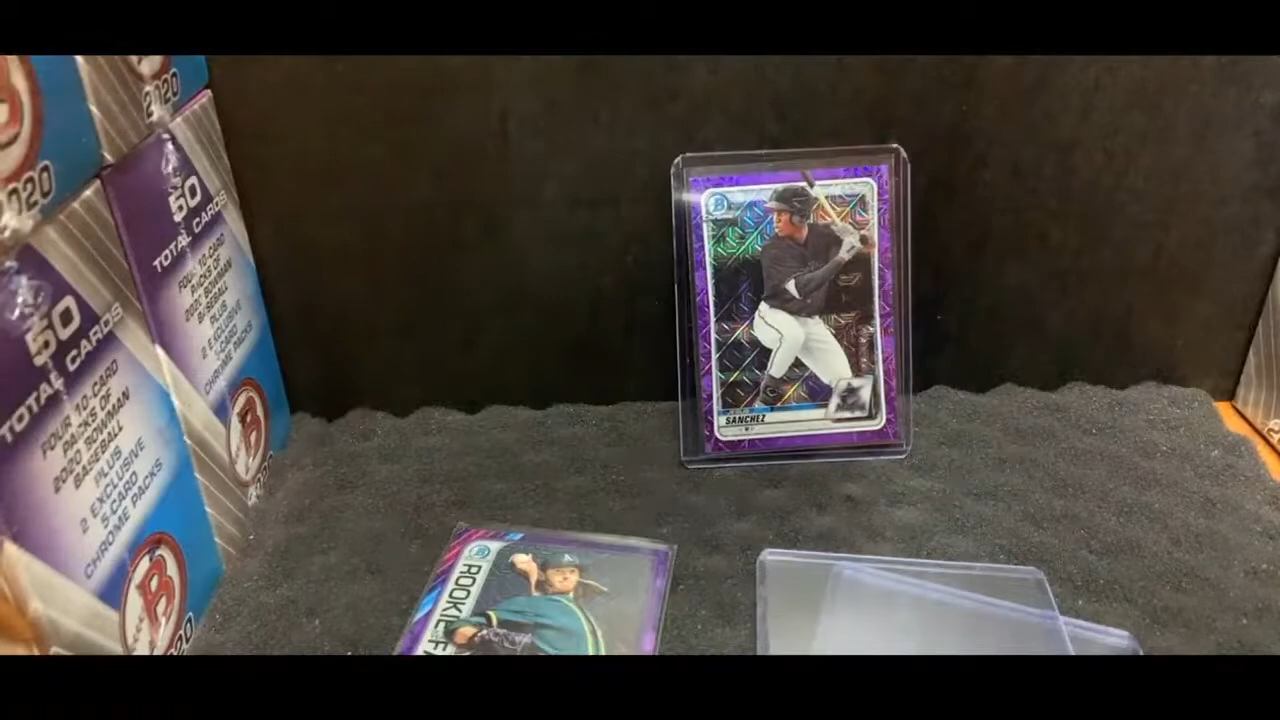 2020
2020
50
TOTAL CARDS
FOUR 10-CARD
PACKS OF
2020 BOWMAN
BASEBALL
PLUS
2 EXCLUSIVE
5-CARD
CHROME PACKS
B
50
TOTAL CARDS
FOUR 10-CARD
PACKS OF
2020 BOWMAN
BASEBALL
PLUS
2 EXCLUSIVE
5-CARD
CHROME PACKS
B
20
B
SANCHEZ
B
ROOKIE